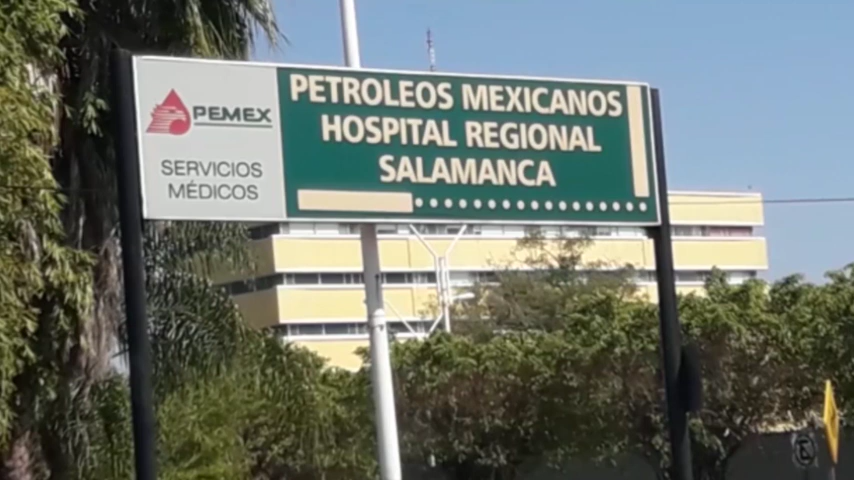 PEMEX
SERVICIOS
MÉDICOS
PETROLEOS MEXICANOS
HOSPITAL REGIONAL
SALAMANCA